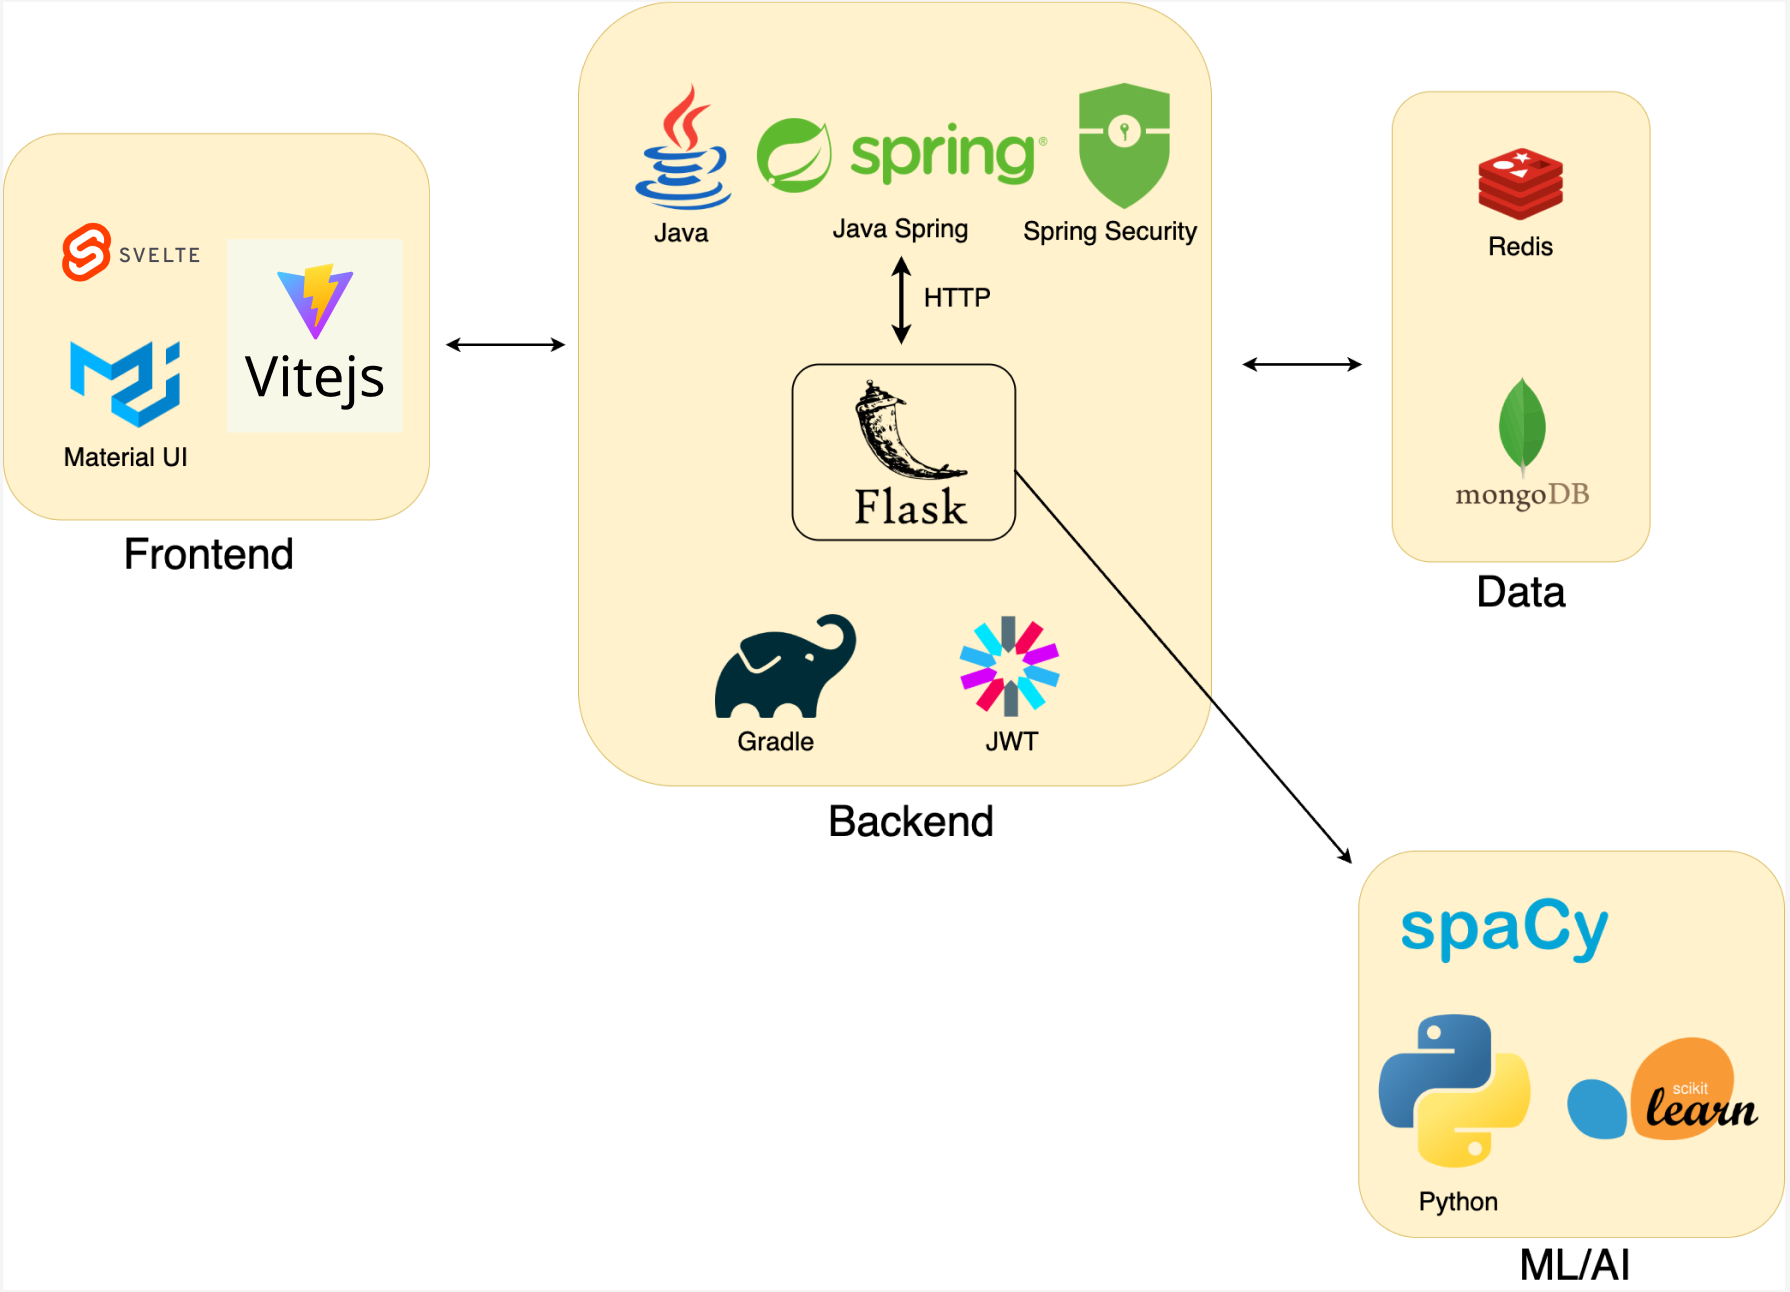 SVELTE
Vitejs
Material UI
Frontend
spring®
Java
Java Spring
Spring Security
HTTP
Flask
Gradle
JWT
Backend
Redis
mongoDB
Data
spaCy
Python
scikit
learn
ML/AI